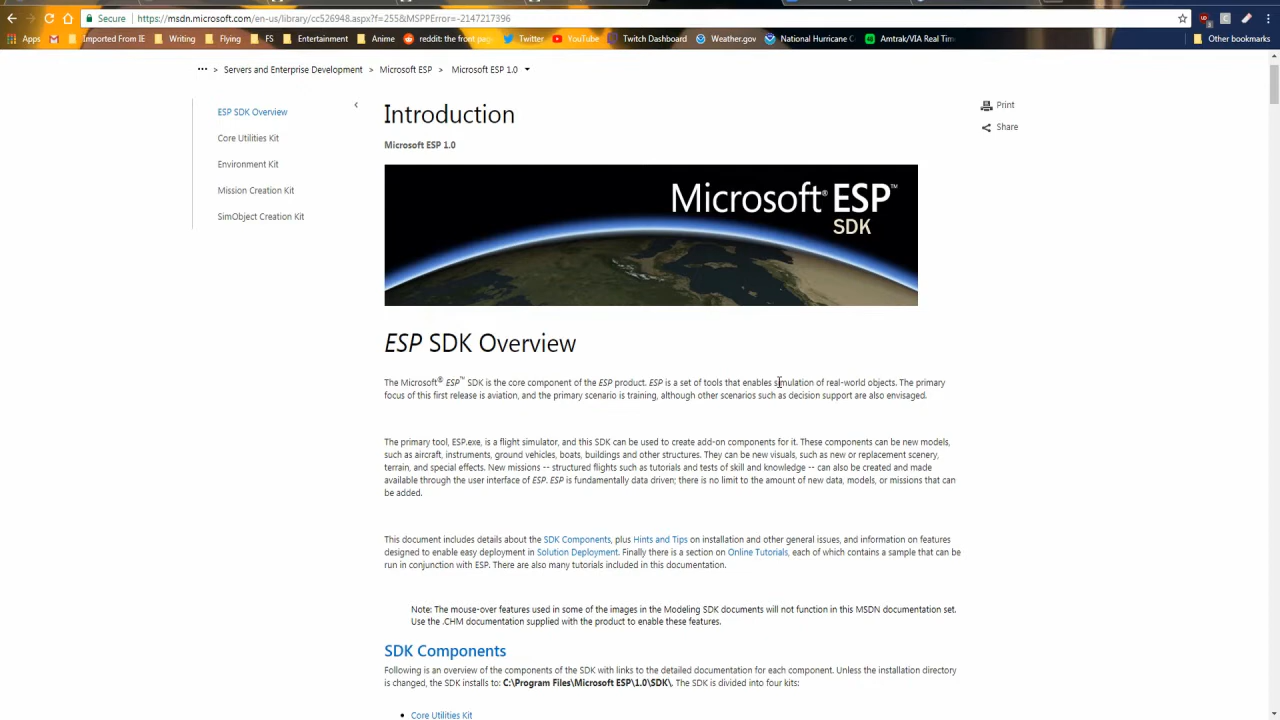 Secure https://msdn.microsoft.com/en-us/library/cc526948.aspx?f=255&MSPPError=-2147217396
Apps Imported From IE Writing Flying FS Entertainment Anime reddit: the front pag Twitter YouTube Twitch Dashboard Weather.gov National Hurricane C Amtrak/VIA Real Tim Other bookmarks
... > Servers and Enterprise Development > Microsoft ESP > Microsoft ESP 1.0
ESP SDK Overview
Core Utilities Kit
Environment Kit
Mission Creation Kit
SimObject Creation Kit
Introduction
Print
Share
Microsoft ESP 1.0
Microsoft® ESP™
SDK
ESP SDK Overview
The Microsoft® ESP™ SDK is the core component of the ESP product. ESP is a set of tools that enables simulation of real-world objects. The primary
focus of this first release is aviation, and the primary scenario is training, although other scenarios such as decision support are also envisaged.
The primary tool, ESP.exe, is a flight simulator, and this SDK can be used to create add-on components for it. These components can be new models,
such as aircraft, instruments, ground vehicles, boats, buildings and other structures. They can be new visuals, such as new or replacement scenery,
terrain, and special effects. New missions -- structured flights such as tutorials and tests of skill and knowledge -- can also be created and made
available through the user interface of ESP. ESP is fundamentally data driven; there is no limit to the amount of new data, models, or missions that can
be added.
This document includes details about the SDK Components, plus Hints and Tips on installation and other general issues, and information on features
designed to enable easy deployment in Solution Deployment. Finally there is a section on Online Tutorials, each of which contains a sample that can be
run in conjunction with ESP. There are also many tutorials included in this documentation.
Note: The mouse-over features used in some of the images in the Modeling SDK documents will not function in this MSDN documentation set.
Use the .CHM documentation supplied with the product to enable these features.
SDK Components
Following is an overview of the components of the SDK with links to the detailed documentation for each component. Unless the installation directory
is changed, the SDK installs to: C:\Program Files\Microsoft ESP\1.0\SDK\. The SDK is divided into four kits:
• Core Utilities Kit